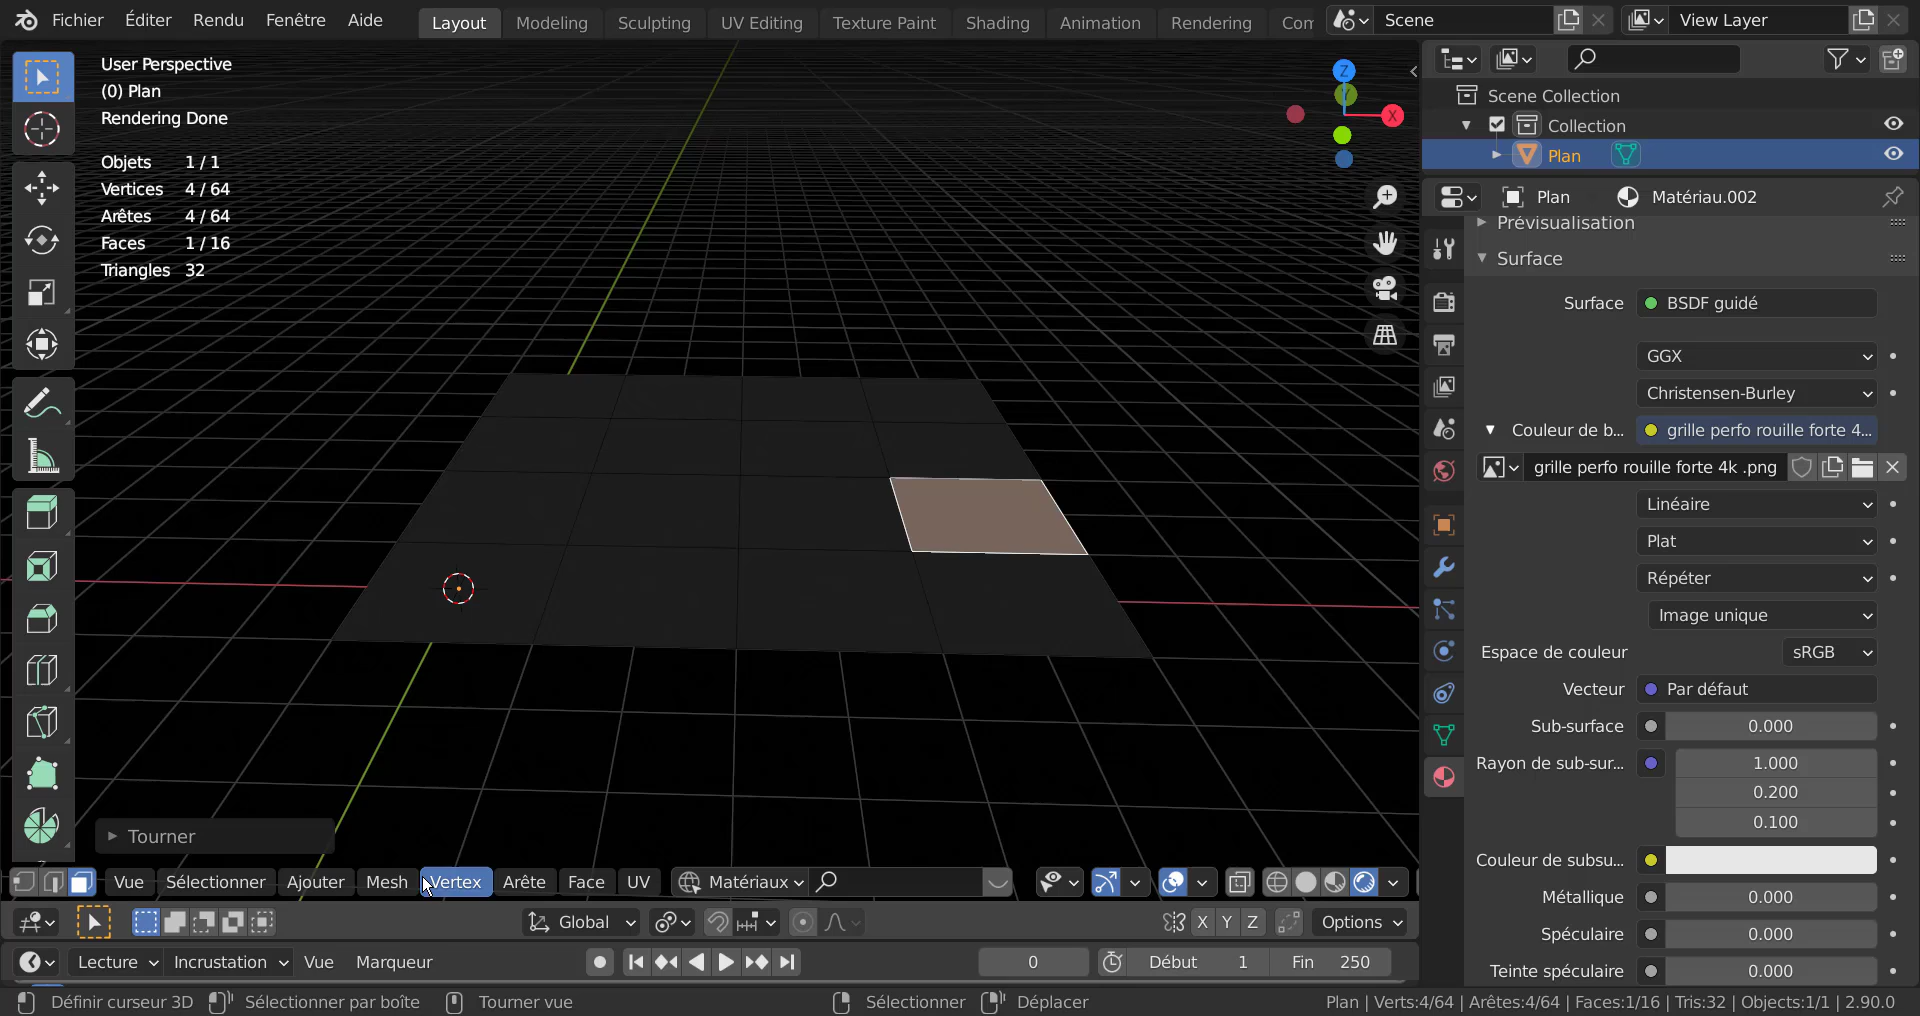 Fichier Éditer Rendu Fenêtre Aide Layout Modeling Sculpting UV Editing Texture Paint Shading Animation Rendering Com Scene View Layer
User Perspective
(0) Plan
Rendering Done
Objets 1 / 1
Vertices 4 / 64
Arêtes 4 / 64
Faces 1 / 16
Triangles 32
Z
Y
X
Tourner
Scene Collection
Collection
Plan
Plan Matériau.002
Prévisualisation
Surface
Surface BSDF guidé
GGX
Christensen-Burley
Couleur de b... grille perfo rouille forte 4...
grille perfo rouille forte 4k .png
Linéaire
Plat
Répéter
Image unique
Espace de couleur sRGB
Vecteur Par défaut
Sub-surface 0.000
Rayon de sub-sur... 1.000
0.200
0.100
Couleur de subsu...
Métallique 0.000
Spéculaire 0.000
Teinte spéculaire 0.000
Vue Sélectionner Ajouter Mesh Vertex Arête Face UV Matériaux
Global X Y Z Options
Lecture Incrustation Vue Marqueur 0 Début 1 Fin 250
Définir curseur 3D Sélectionner par boîte Tourner vue Sélectionner Déplacer Plan | Verts:4/64 | Arêtes:4/64 | Faces:1/16 | Tris:32 | Objects:1/1 | 2.90.0